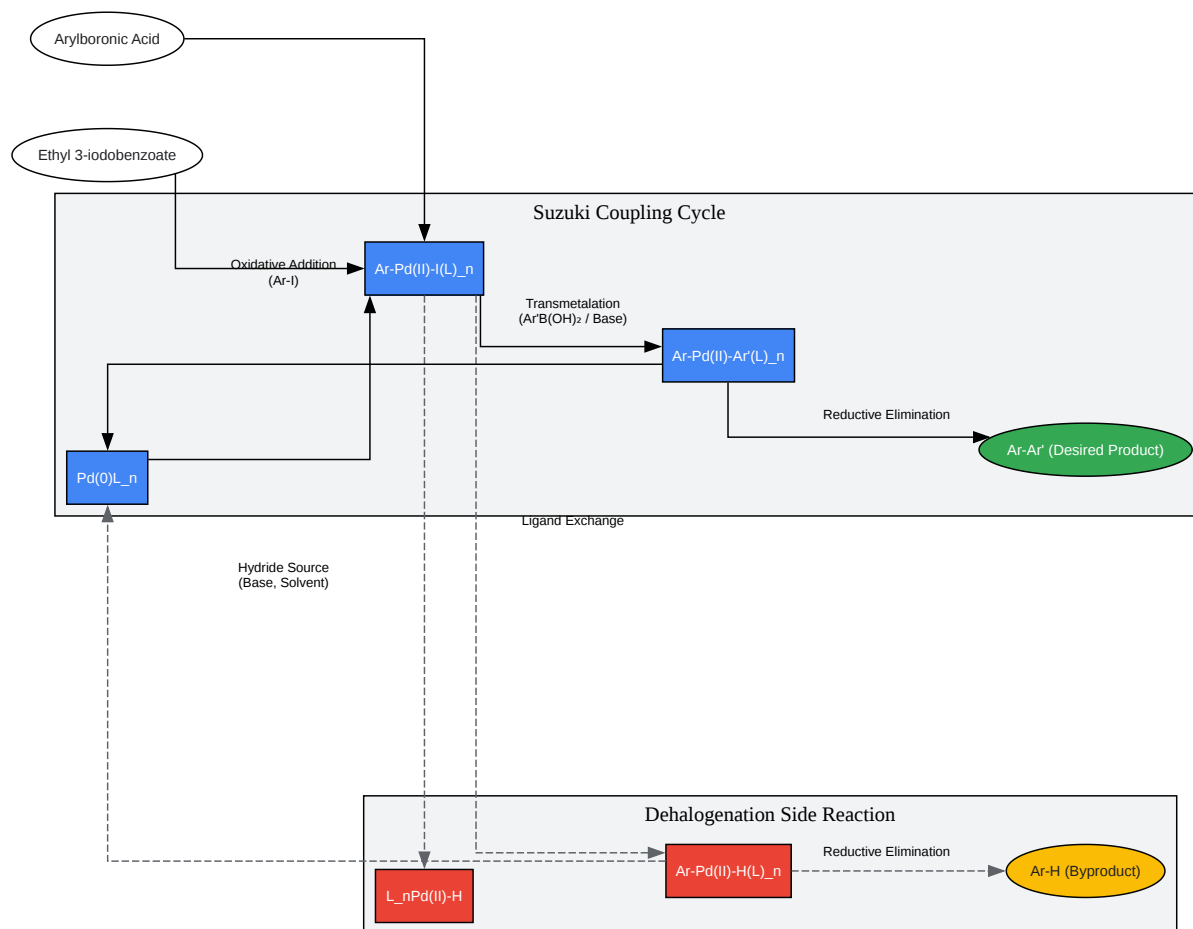 Arylboronic Acid
Ethyl 3-iodobenzoate
Suzuki Coupling Cycle
Oxidative Addition
(Ar-I)
Ar-Pd(II)-I(L)_n
Transmetalation
(Ar'B(OH)₂ / Base)
Ar-Pd(II)-Ar'(L)_n
Reductive Elimination
Ar-Ar' (Desired Product)
Pd(0)L_n
Ligand Exchange
Hydride Source
(Base, Solvent)
Dehalogenation Side Reaction
L_nPd(II)-H
Ar-Pd(II)-H(L)_n
Reductive Elimination
Ar-H (Byproduct)